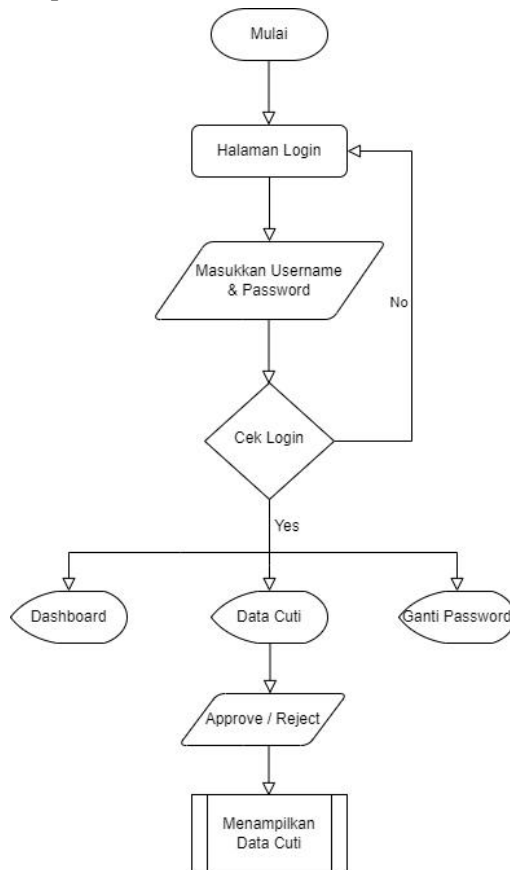 Mulai
Halaman Login
Masukkan Username
& Password
No
Cek Login
Yes
Dashboard
Data Cuti
Ganti Password
Approve / Reject
Menampilkan
Data Cuti